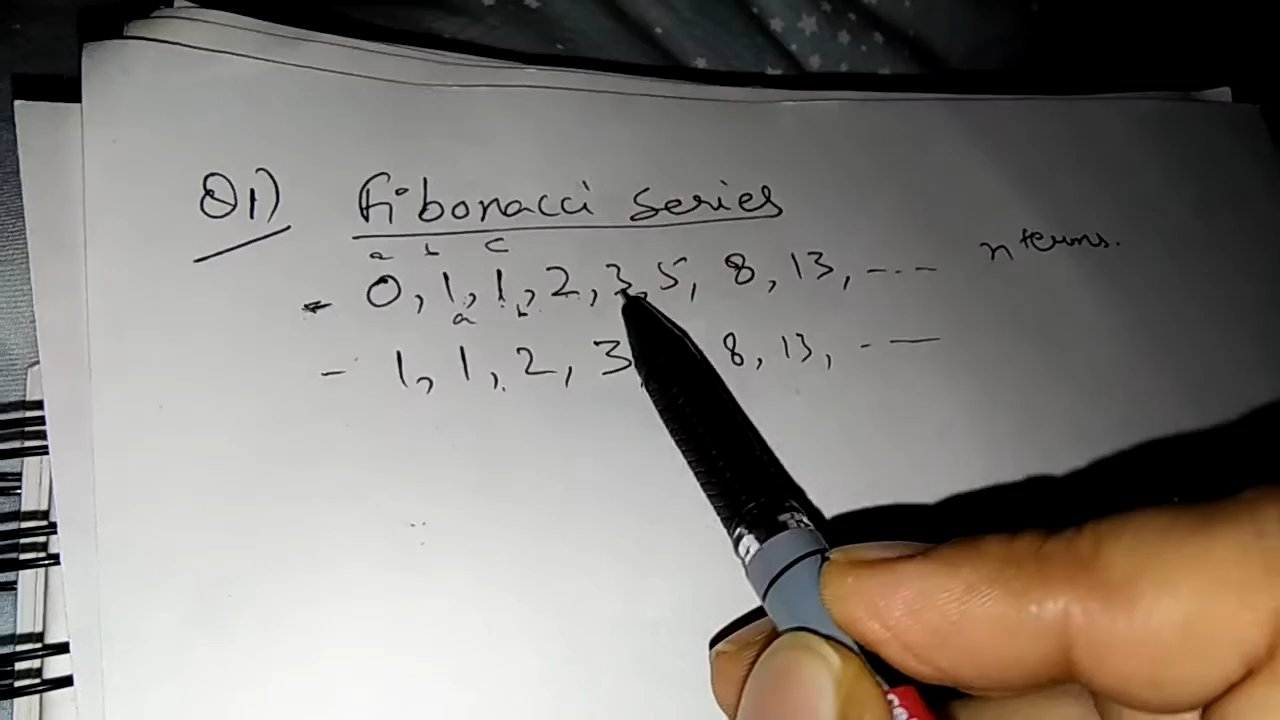 Q1) Fibonacci series
a b c
- 0, 1, 1, 2, 3, 5, 8, 13, --- n terms.
a b
- 1, 1, 2, 3 8, 13, - —